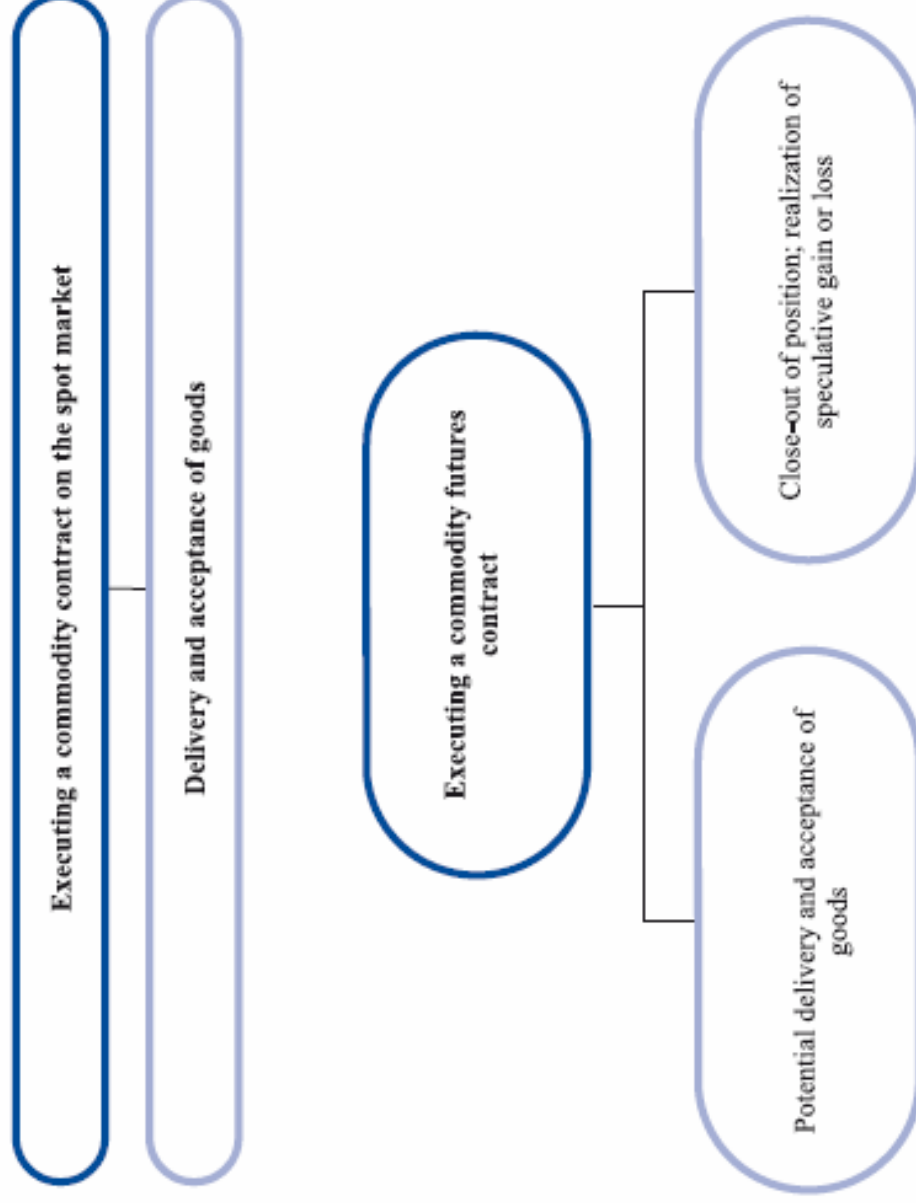 Executing a commodity contract on the spot market
Delivery and acceptance of goods
Executing a commodity futures
contract
Potential delivery and acceptance of
goods
Close-out of position; realization of
speculative gain or loss